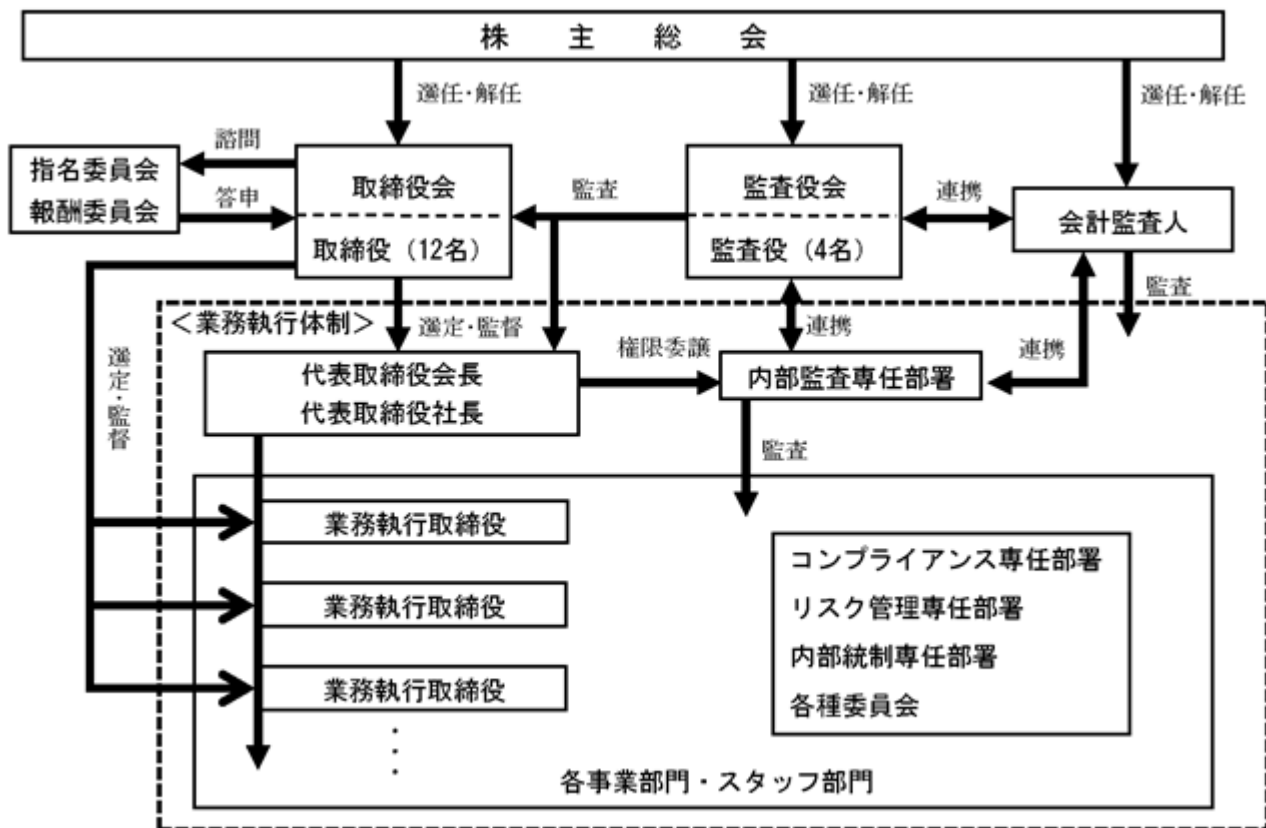 株主総会
選任・解任
選任・解任
選任・解任
諮問
指名委員会
報酬委員会
答申
取締役会
取締役（12名）
監査
監査役会
監査役（4名）
連携
会計監査人
監査
＜業務執行体制＞
選定・監督
連携
権限委譲
連携
選定・監督
代表取締役会長
代表取締役社長
内部監査専任部署
監査
業務執行取締役
業務執行取締役
業務執行取締役
・・・
コンプライアンス専任部署
リスク管理専任部署
内部統制専任部署
各種委員会
各事業部門・スタッフ部門